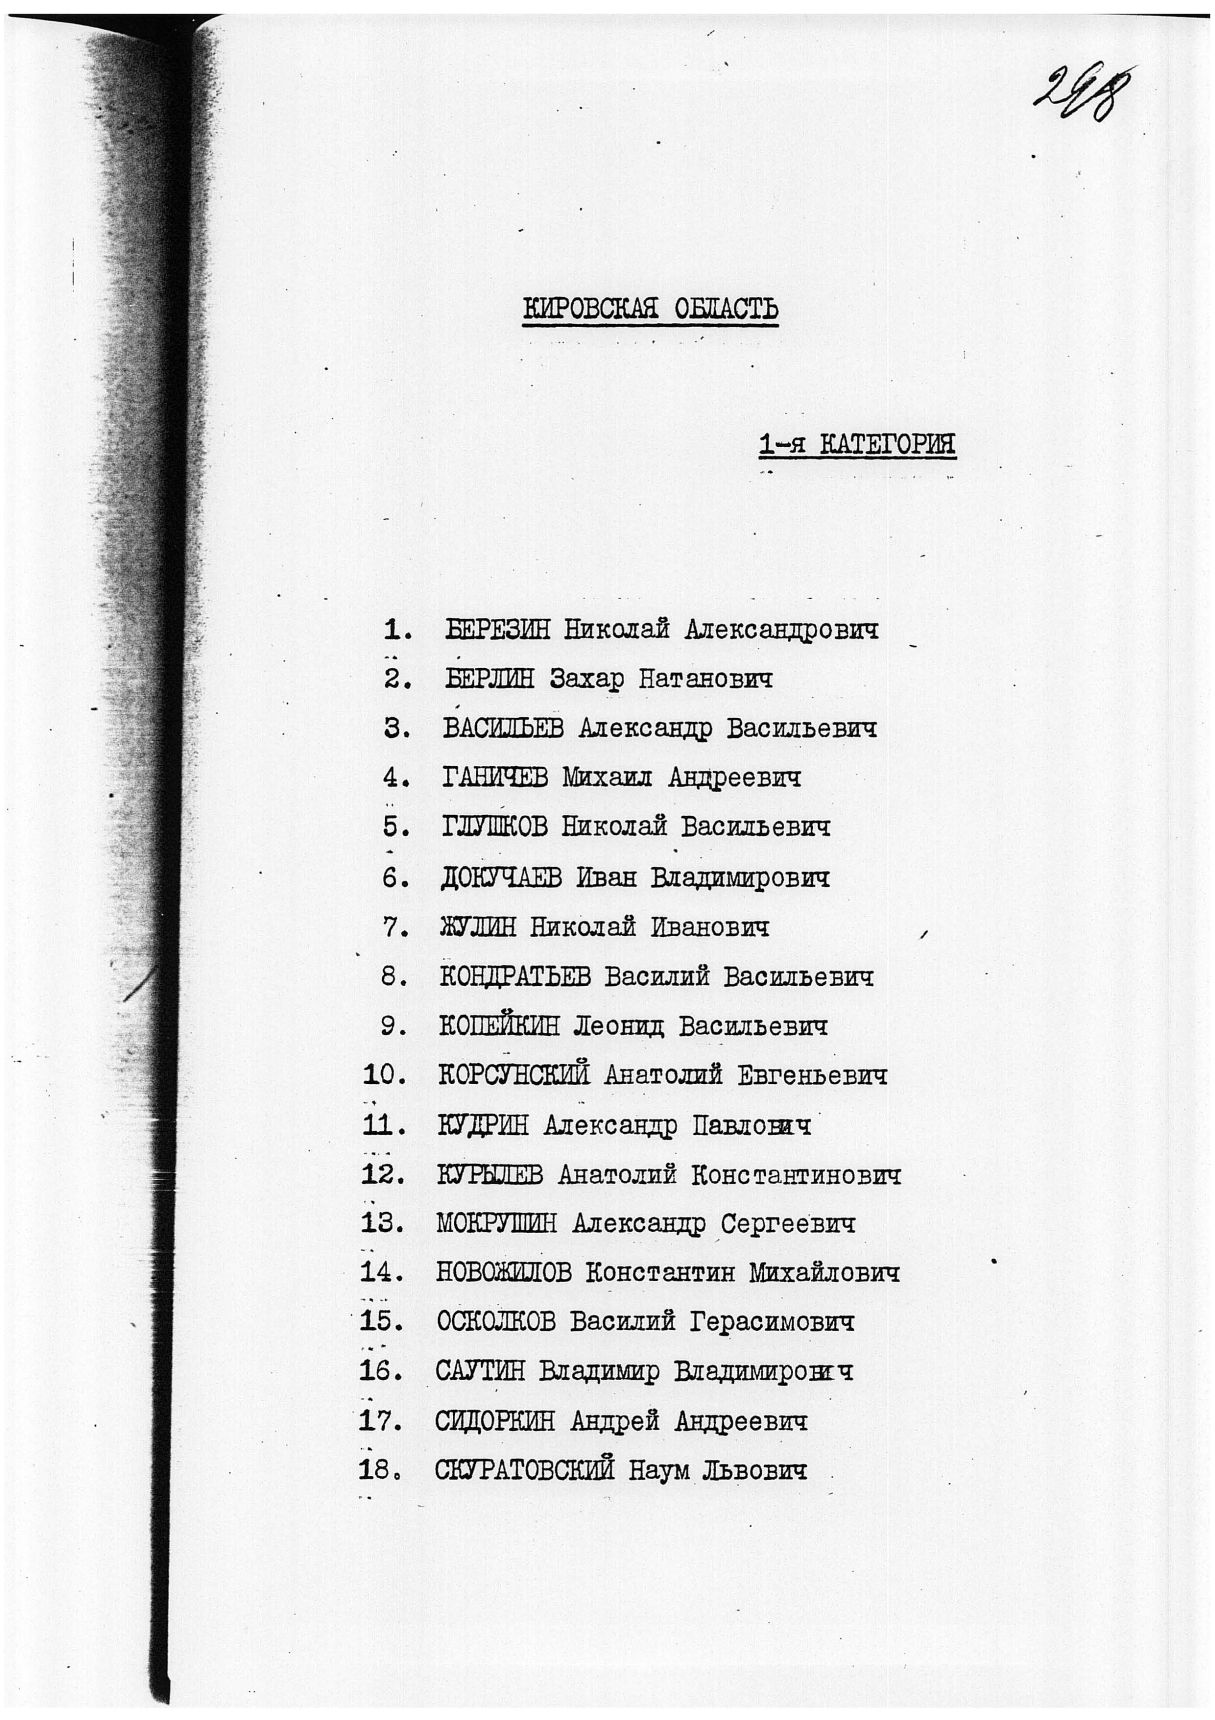 298
КИРОВСКАЯ ОБЛАСТЬ
1-я КАТЕГОРИЯ
1. БЕРЕЗИН Николай Александрович
2. БЕРЛИН Захар Натанович
3. ВАСИЛЬЕВ Александр Васильевич
4. ГАНИЧЕВ Михаил Андреевич
5. ГЛУШКОВ Николай Васильевич
6. ДОКУЧАЕВ Иван Владимирович
7. ЖУЛИН Николай Иванович
8. КОНДРАТЬЕВ Василий Васильевич
9. КОПЕЙКИН Леонид Васильевич
10. КОРСУНСКИЙ Анатолий Евгеньевич
11. КУДРИН Александр Павлович
12. КУРЫЛЕВ Анатолий Константинович
13. МОКРУШИН Александр Сергеевич
14. НОВОЖИЛОВ Константин Михайлович
15. ОСКОЛКОВ Василий Герасимович
16. САУТИН Владимир Владимирович
17. СИДОРКИН Андрей Андреевич
18. СКУРАТОВСКИЙ Наум Львович